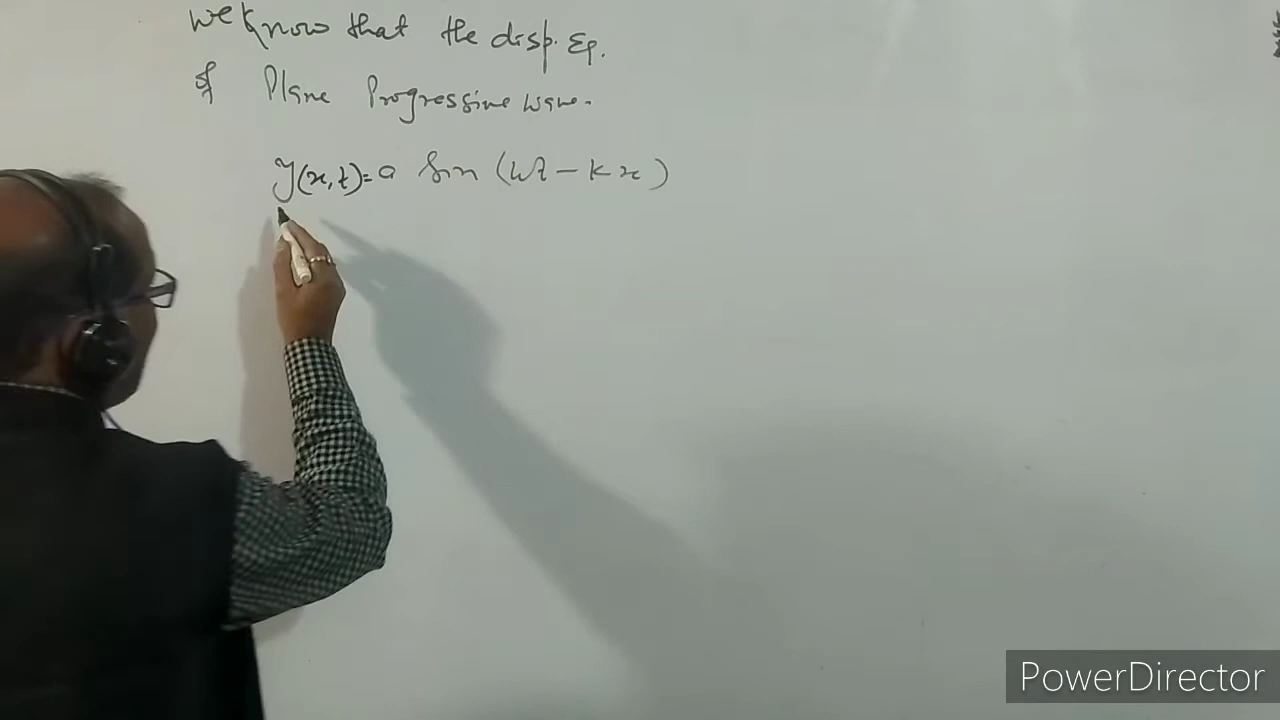 we know that the disp. Eq.
of Plane Progressive wave.
y(x,t)= a Sin (ωt – kx)
PowerDirector